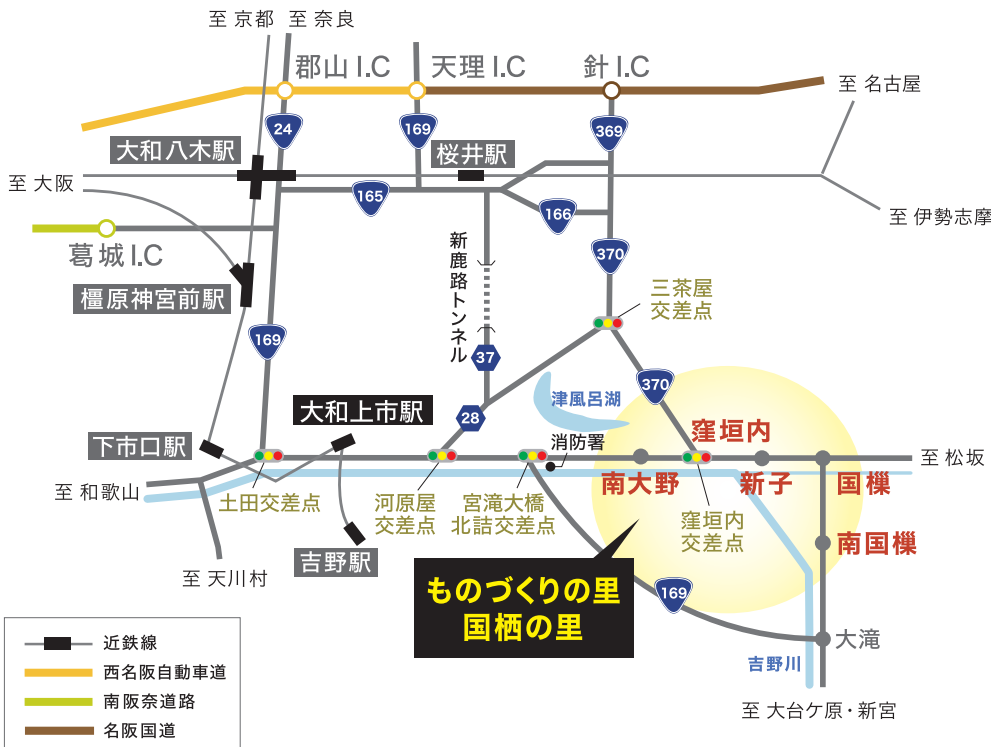 至 京都
至 奈良
郡山 I.C
天理 I.C
針 I.C
至 名古屋
24
169
369
大和八木駅
桜井駅
至 大阪
165
166
至 伊勢志摩
葛城 I.C
新鹿路トンネル
370
橿原神宮前駅
三茶屋
交差点
169
37
370
津風呂湖
大和上市駅
28
下市口駅
消防署
窪垣内
至 松坂
至 和歌山
土田交差点
河原屋
交差点
宮滝大橋
北詰交差点
南大野
新子
国樔
窪垣内
交差点
南国樔
吉野駅
至 天川村
ものづくりの里
国栖の里
169
大滝
吉野川
至 大台ケ原・新宮
近鉄線
西名阪自動車道
南阪奈道路
名阪国道